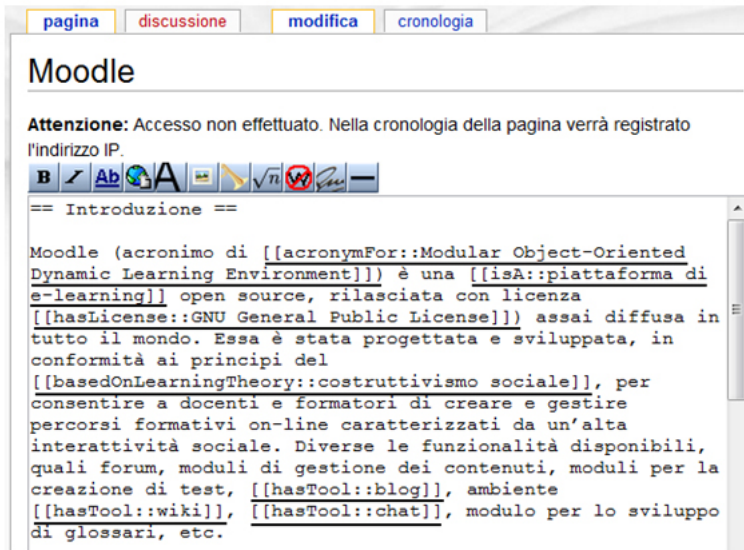 pagina discussione modifica cronologia
Moodle
Attenzione: Accesso non effettuato. Nella cronologia della pagina verrà registrato
l'indirizzo IP.
B I Ab A √n W
== Introduzione ==
Moodle (acronimo di [[acronymFor::Modular Object-Oriented
Dynamic Learning Environment]]) è una [[isA::piattaforma di
e-learning]] open source, rilasciata con licenza
[[hasLicense::GNU General Public License]]) assai diffusa in
tutto il mondo. Essa è stata progettata e sviluppata, in
conformità ai principi del
[[basedOnLearningTheory::costruttivismo sociale]], per
consentire a docenti e formatori di creare e gestire
percorsi formativi on-line caratterizzati da un’alta
interattività sociale. Diverse le funzionalità disponibili,
quali forum, moduli di gestione dei contenuti, moduli per la
creazione di test, [[hasTool::blog]], ambiente
[[hasTool::wiki]], [[hasTool::chat]], modulo per lo sviluppo
di glossari, etc.